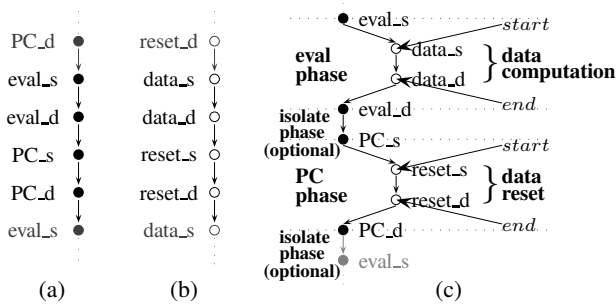 PC_d
eval_s
eval_d
PC_s
PC_d
eval_s
(a)
reset_d
data_s
data_d
reset_s
reset_d
data_s
(b)
eval_s
start
data_s
eval phase
data computation
data_d
end
eval_d
isolate phase (optional)
PC_s
start
reset_s
PC phase
data reset
reset_d
end
PC_d
isolate phase (optional)
eval_s
(c)